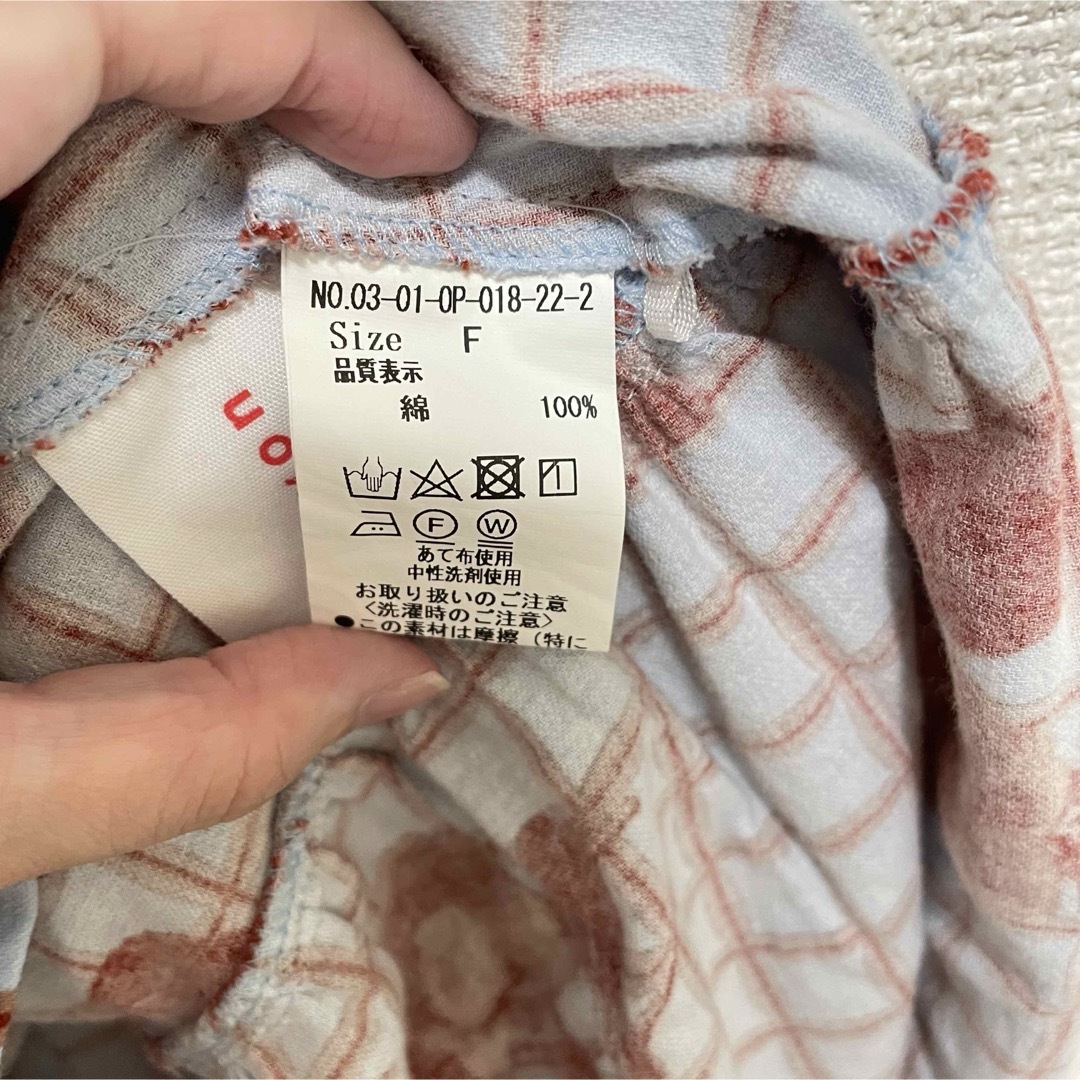 NO.03-01-OP-018-22-2
Size F
品質表示
綿 100%
F W
あて布使用
中性洗剤使用
お取り扱いのご注意
<洗濯時のご注意>
●この素材は摩擦（特に
on